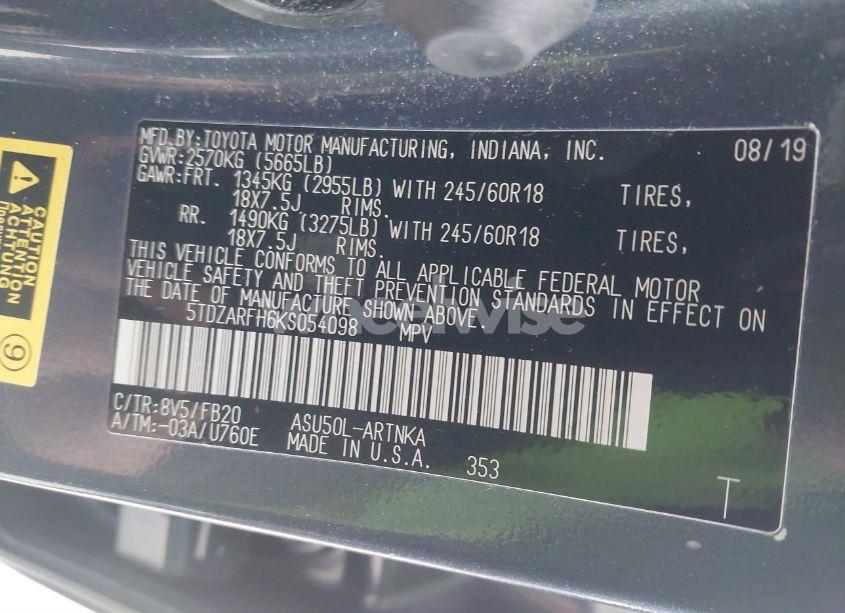 MFD.BY:TOYOTA MOTOR MANUFACTURING, INDIANA, INC. 08/19
GVWR:2570KG (5665LB)
GAWR:FRT. 1345KG (2955LB) WITH 245/60R18 TIRES,
18X7.5J RIMS.
RR. 1490KG (3275LB) WITH 245/60R18 TIRES,
18X7.5J RIMS.
THIS VEHICLE CONFORMS TO ALL APPLICABLE FEDERAL MOTOR
VEHICLE SAFETY AND THEFT PREVENTION STANDARDS IN EFFECT ON
THE DATE OF MANUFACTURE SHOWN ABOVE.
5TDZARFH6KS054098 MPV
C/TR:8V5/FB20 ASU50L-ARTNKA
A/TM:-03A/U760E MADE IN U.S.A. 353
T
CAUTION
ATTENTION
ACHTUNG
9